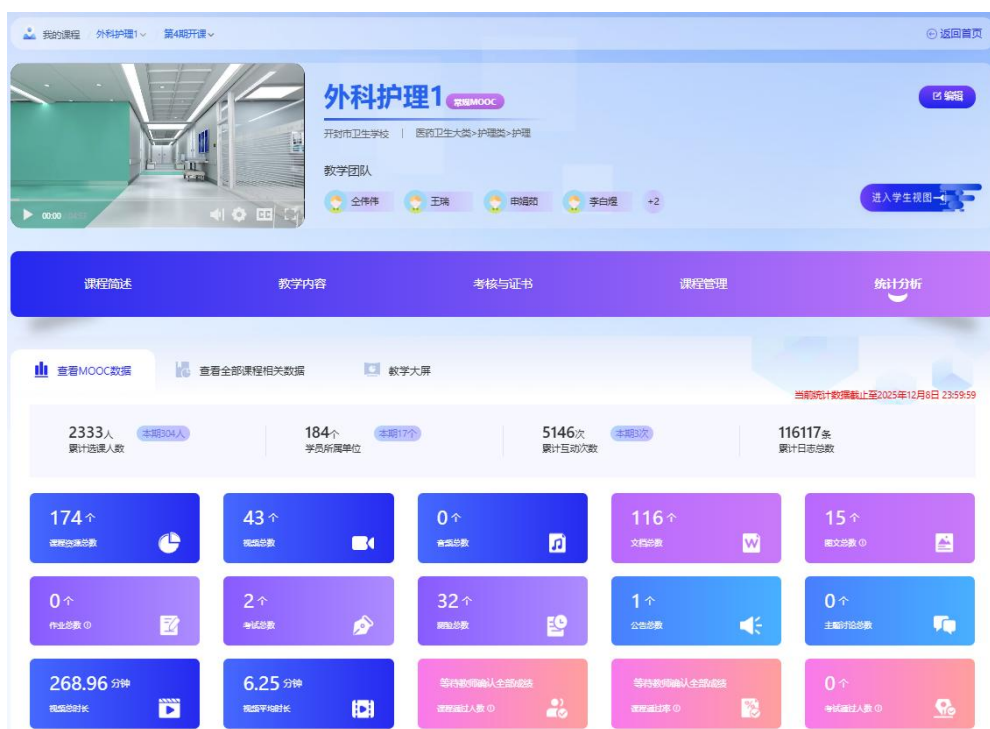 我的课程 外科护理1 第4期开课 返回首页
外科护理1 常规MOOC 编辑
开封市卫生学校 | 医药卫生大类>护理类>护理
教学团队
仝伟伟 王瑞 申娟茹 李白煜 +2
进入学生视图
00:00
课程简述 教学内容 考核与证书 课程管理 统计分析
查看MOOC数据 查看全部课程相关数据 教学大屏
当前统计数据截止至2025年12月8日 23:59:59
2333人 本期304人 184个 本期17个 5146次 本期3次 116117条
累计选课人数 学员所属单位 累计互动次数 累计日志总数
174个 43个 0个 116个 15个
课程资源总数 视频总数 音频总数 文档总数 图文总数
0个 2个 32个 1个 0个
作业总数 考试总数 测验总数 公告总数 主题讨论总数
268.96分钟 6.25分钟 等待教师确认全部成绩 等待教师确认全部成绩 0个
视频总时长 视频平均时长 课程通过人数 课程通过率 考试通过人数